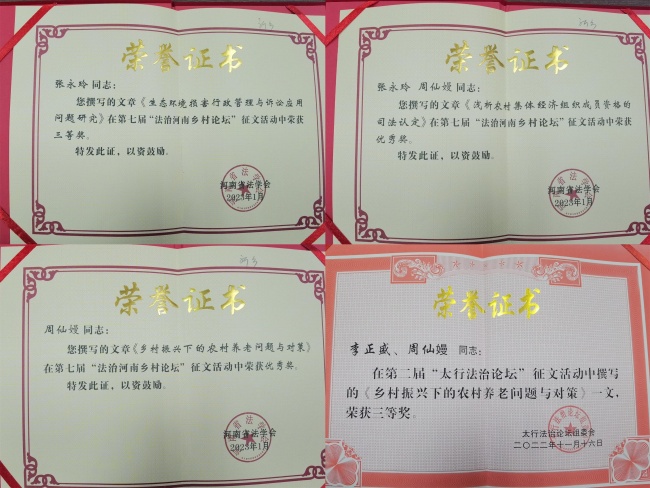 荣誉证书
张永玲 同志：
您撰写的文章《生态环境损害行政管理与诉讼应用
问题研究》在第七届“法治河南乡村论坛”征文活动中荣获
三等奖。
特发此证，以资鼓励。
河南省法学会
2023年1月
荣誉证书
张永玲 周仙嫚 同志：
您撰写的文章《浅析农村集体经济组织成员资格的
司法认定》在第七届“法治河南乡村论坛”征文活动中荣获
优秀奖。
特发此证，以资鼓励。
河南省法学会
2023年1月
荣誉证书
周仙嫚 同志：
您撰写的文章《乡村振兴下的农村养老问题与对策》
在第七届“法治河南乡村论坛”征文活动中荣获优秀奖。
特发此证，以资鼓励。
河南省法学会
2023年1月
荣誉证书
李正威、周仙嫚 同志：
在第二届“太行法治论坛”征文活动中撰写
的《乡村振兴下的农村养老问题与对策》一文，
荣获三等奖。
太行法治论坛组委会
二〇二二年十一月十六日